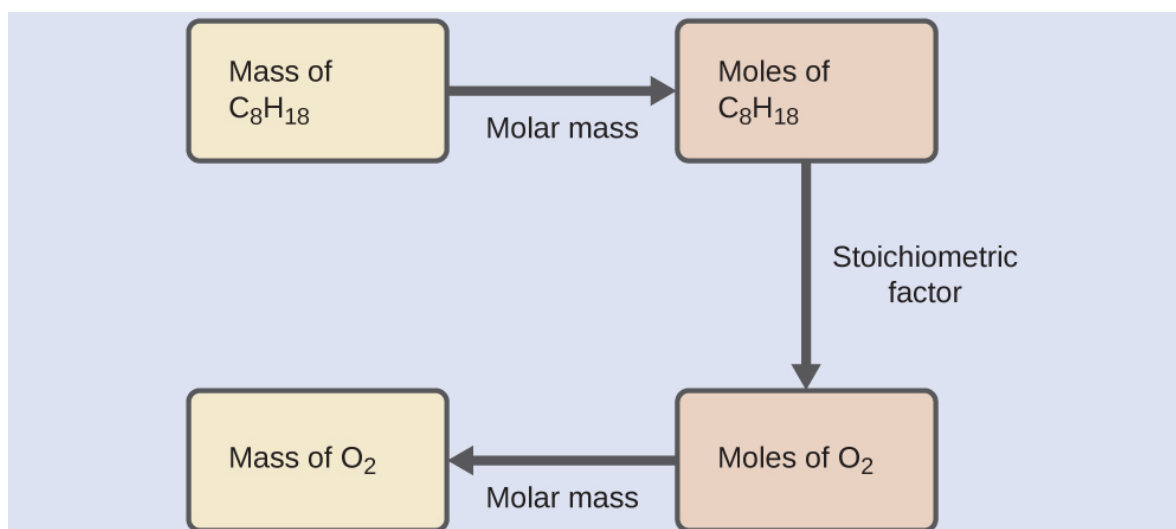 Mass of
C₈H₁₈
Molar mass
Moles of
C₈H₁₈
Stoichiometric
factor
Mass of O₂
Molar mass
Moles of O₂